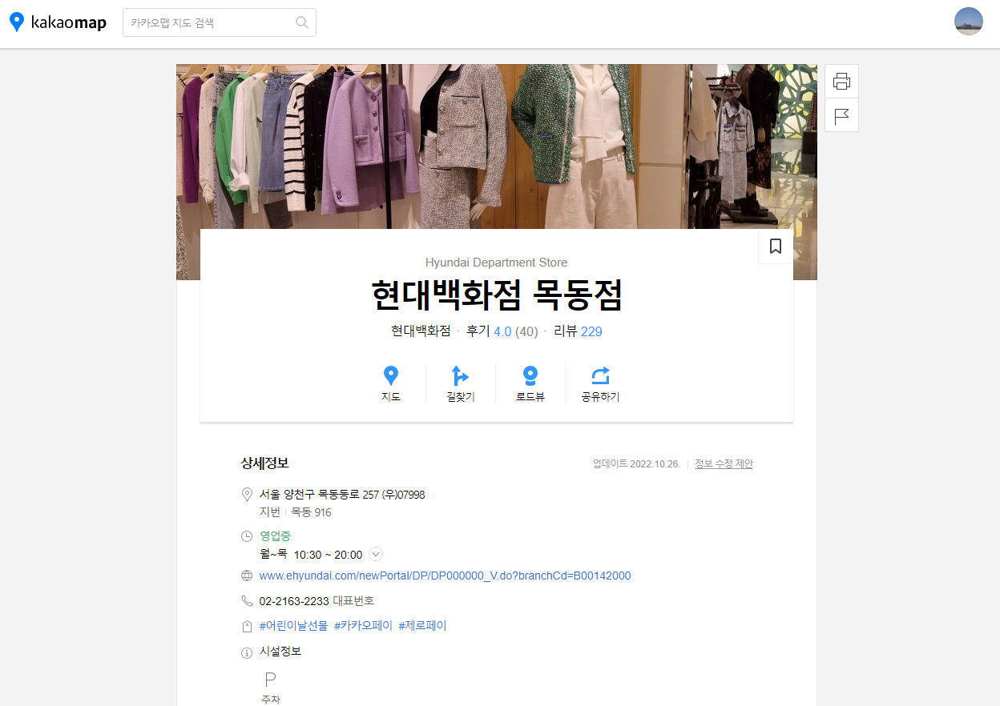 kakaomap
카카오맵 지도 검색
Hyundai Department Store
현대백화점 목동점
현대백화점 · 후기 4.0 (40) · 리뷰 229
지도 길찾기 로드뷰 공유하기
상세정보 업데이트 2022.10.26. 정보 수정 제안
서울 양천구 목동동로 257 (우)07998
지번 목동 916
영업중
월~목 10:30 ~ 20:00
www.ehyundai.com/newPortal/DP/DP000000_V.do?branchCd=B00142000
02-2163-2233 대표번호
#어린이날선물 #카카오페이 #제로페이
시설정보
P
주차